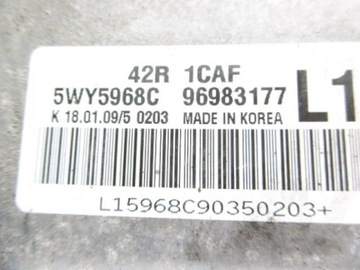 42R 1CAF
5WY5968C 96983177 L1
K 18.01.09/5 0203 MADE IN KOREA
L15968C90350203+